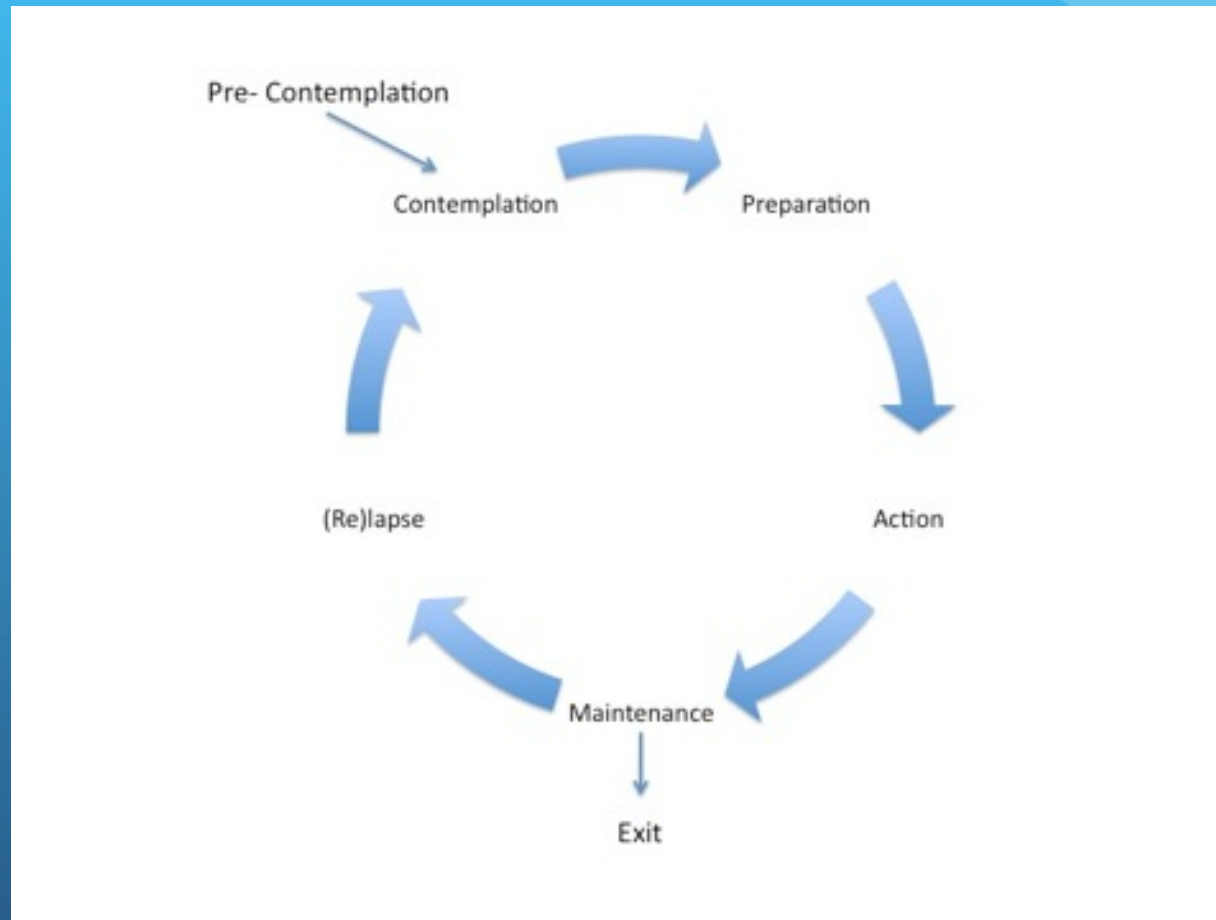 Pre- Contemplation
Contemplation
Preparation
Action
Maintenance
(Re)lapse
Exit